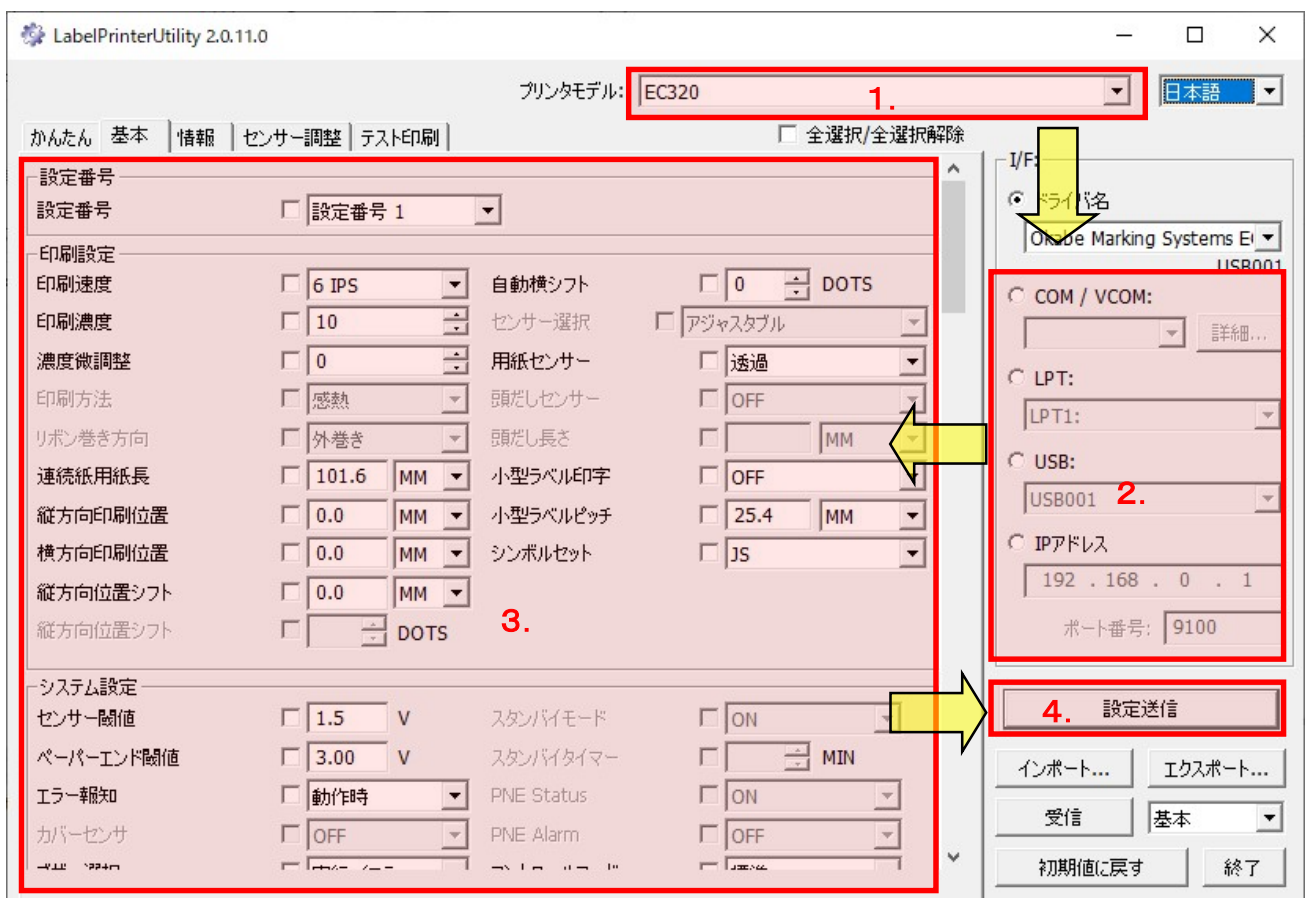 LabelPrinterUtility 2.0.11.0
プリンタモデル: EC320 1. 日本語
かんたん 基本 情報 センサー調整 テスト印刷 全選択/全選択解除
設定番号
設定番号 設定番号 1
印刷設定
印刷速度 6 IPS 自動横シフト 0 DOTS
印刷濃度 10 センサー選択 アジャスタブル
濃度微調整 0 用紙センサー 透過
印刷方法 感熱 頭だしセンサー OFF
リボン巻き方向 外巻き 頭だし長さ MM
連続紙用紙長 101.6 MM 小型ラベル印字 OFF
縦方向印刷位置 0.0 MM 小型ラベルピッチ 25.4 MM
横方向印刷位置 0.0 MM シンボルセット JS
縦方向位置シフト 0.0 MM
縦方向位置シフト DOTS
3.
システム設定
センサー閾値 1.5 V スタンバイモード ON
ペーパーエンド閾値 3.00 V スタンバイタイマー MIN
エラー報知 動作時 PNE Status ON
カバーセンサ OFF PNE Alarm OFF
I/F:
ドライバ名
Okabe Marking Systems
USB001
COM / VCOM:
詳細...
LPT:
LPT1:
USB:
USB001 2.
IPアドレス
192 . 168 . 0 . 1
ポート番号: 9100
4. 設定送信
インポート... エクスポート...
受信 基本
初期値に戻す 終了